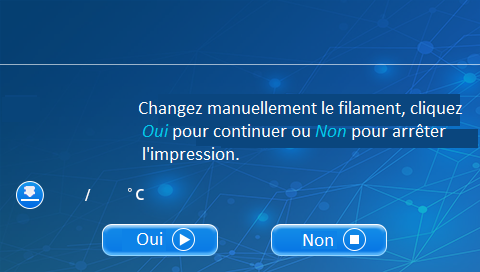 Changez manuellement le filament, cliquez
Oui pour continuer ou Non pour arrêter
l'impression.
/ °C
Oui Non